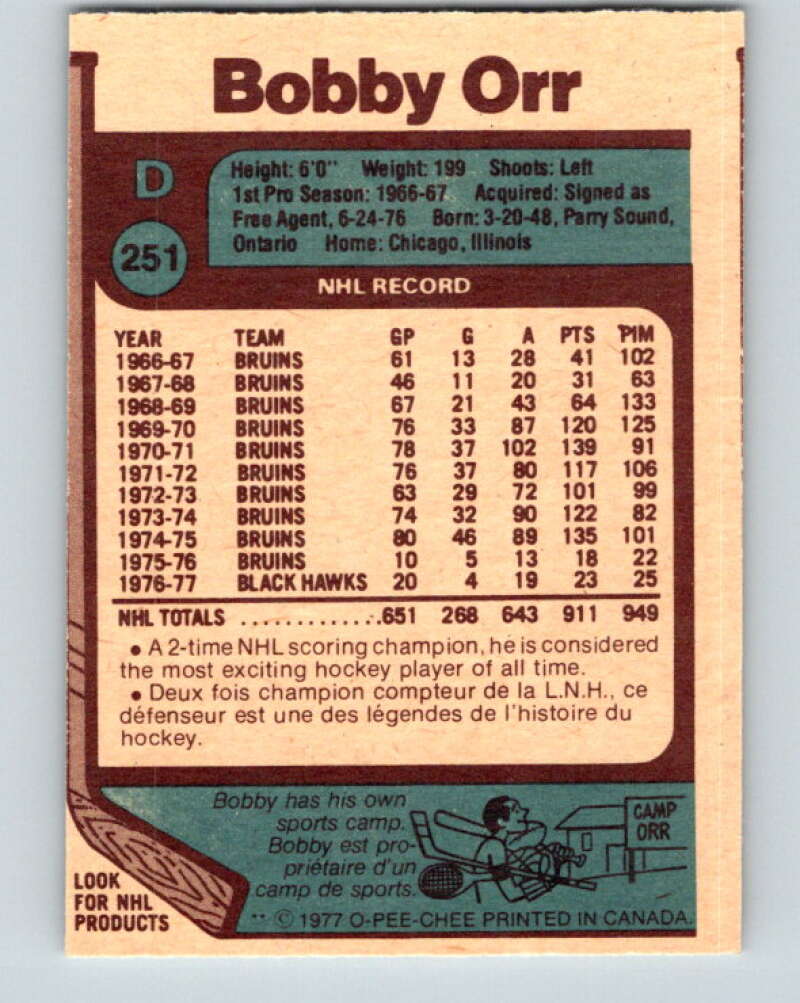 Bobby Orr
D
251
Height: 6'0" Weight: 199 Shoots: Left
1st Pro Season: 1966-67 Acquired: Signed as
Free Agent, 6-24-76 Born: 3-20-48, Parry Sound,
Ontario Home: Chicago, Illinois
NHL RECORD
YEAR TEAM GP G A PTS PIM
1966-67 BRUINS 61 13 28 41 102
1967-68 BRUINS 46 11 20 31 63
1968-69 BRUINS 67 21 43 64 133
1969-70 BRUINS 76 33 87 120 125
1970-71 BRUINS 78 37 102 139 91
1971-72 BRUINS 76 37 80 117 106
1972-73 BRUINS 63 29 72 101 99
1973-74 BRUINS 74 32 90 122 82
1974-75 BRUINS 80 46 89 135 101
1975-76 BRUINS 10 5 13 18 22
1976-77 BLACK HAWKS 20 4 19 23 25
NHL TOTALS .............651 268 643 911 949
• A 2-time NHL scoring champion, he is considered
the most exciting hockey player of all time.
• Deux fois champion compteur de la L.N.H., ce
défenseur est une des légendes de l'histoire du
hockey.
Bobby has his own
sports camp.
Bobby est pro-
priétaire d'un
camp de sports.
CAMP
ORR
LOOK
FOR NHL
PRODUCTS
** © 1977 O-PEE-CHEE PRINTED IN CANADA.